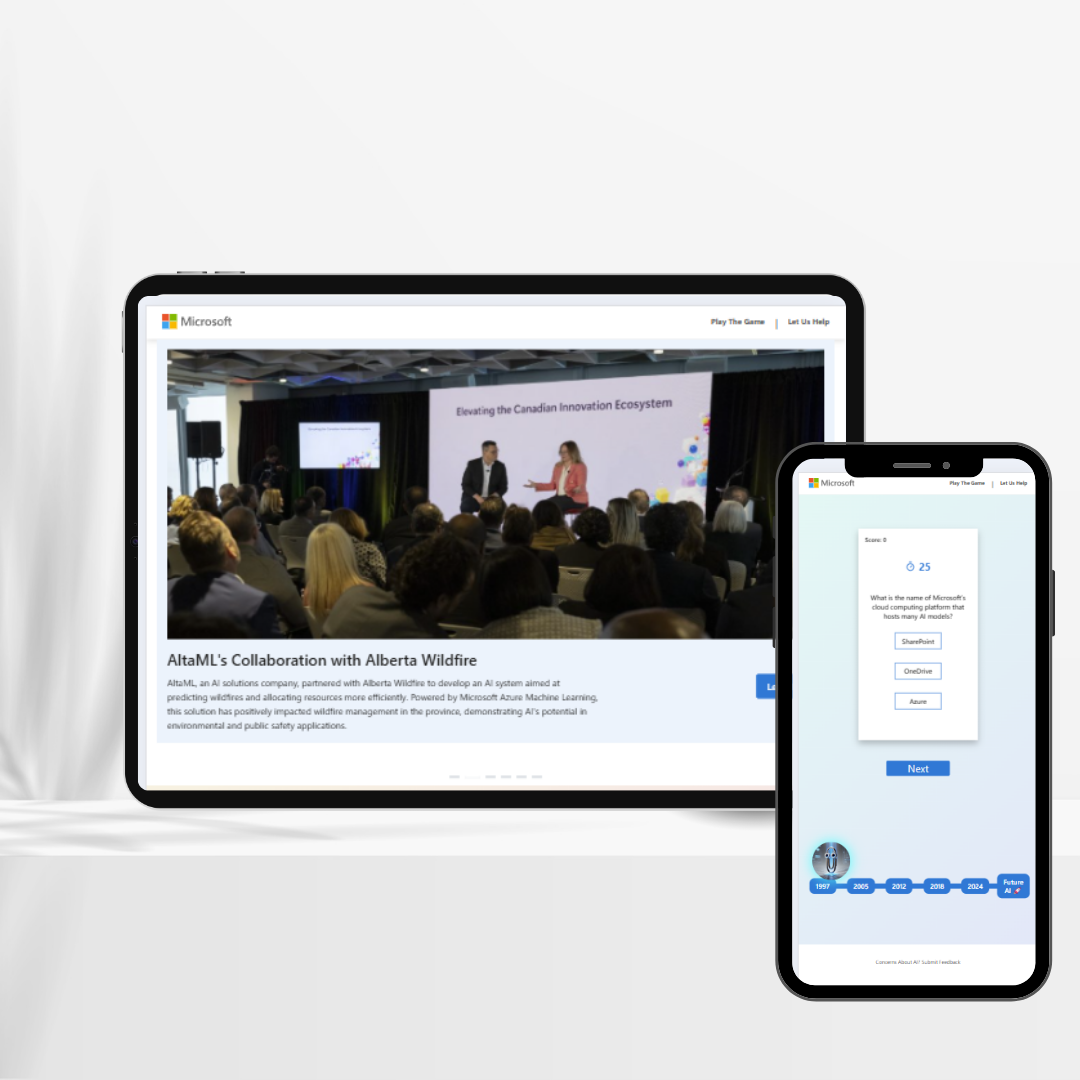 Microsoft
Play The Game | Let Us Help
Elevating the Canadian Innovation Ecosystem
AltaML's Collaboration with Alberta Wildfire
AltaML, an AI solutions company, partnered with Alberta Wildfire to develop an AI system aimed at
predicting wildfires and allocating resources more efficiently. Powered by Microsoft Azure Machine Learning,
this solution has positively impacted wildfire management in the province, demonstrating AI's potential in
environmental and public safety applications.
Microsoft
Play The Game | Let Us Help
Score: 0
25
What is the name of Microsoft's
cloud computing platform that
hosts many AI models?
SharePoint
OneDrive
Azure
Next
1997 2005 2012 2018 2024 Future
AI
Concerns About AI? Submit Feedback